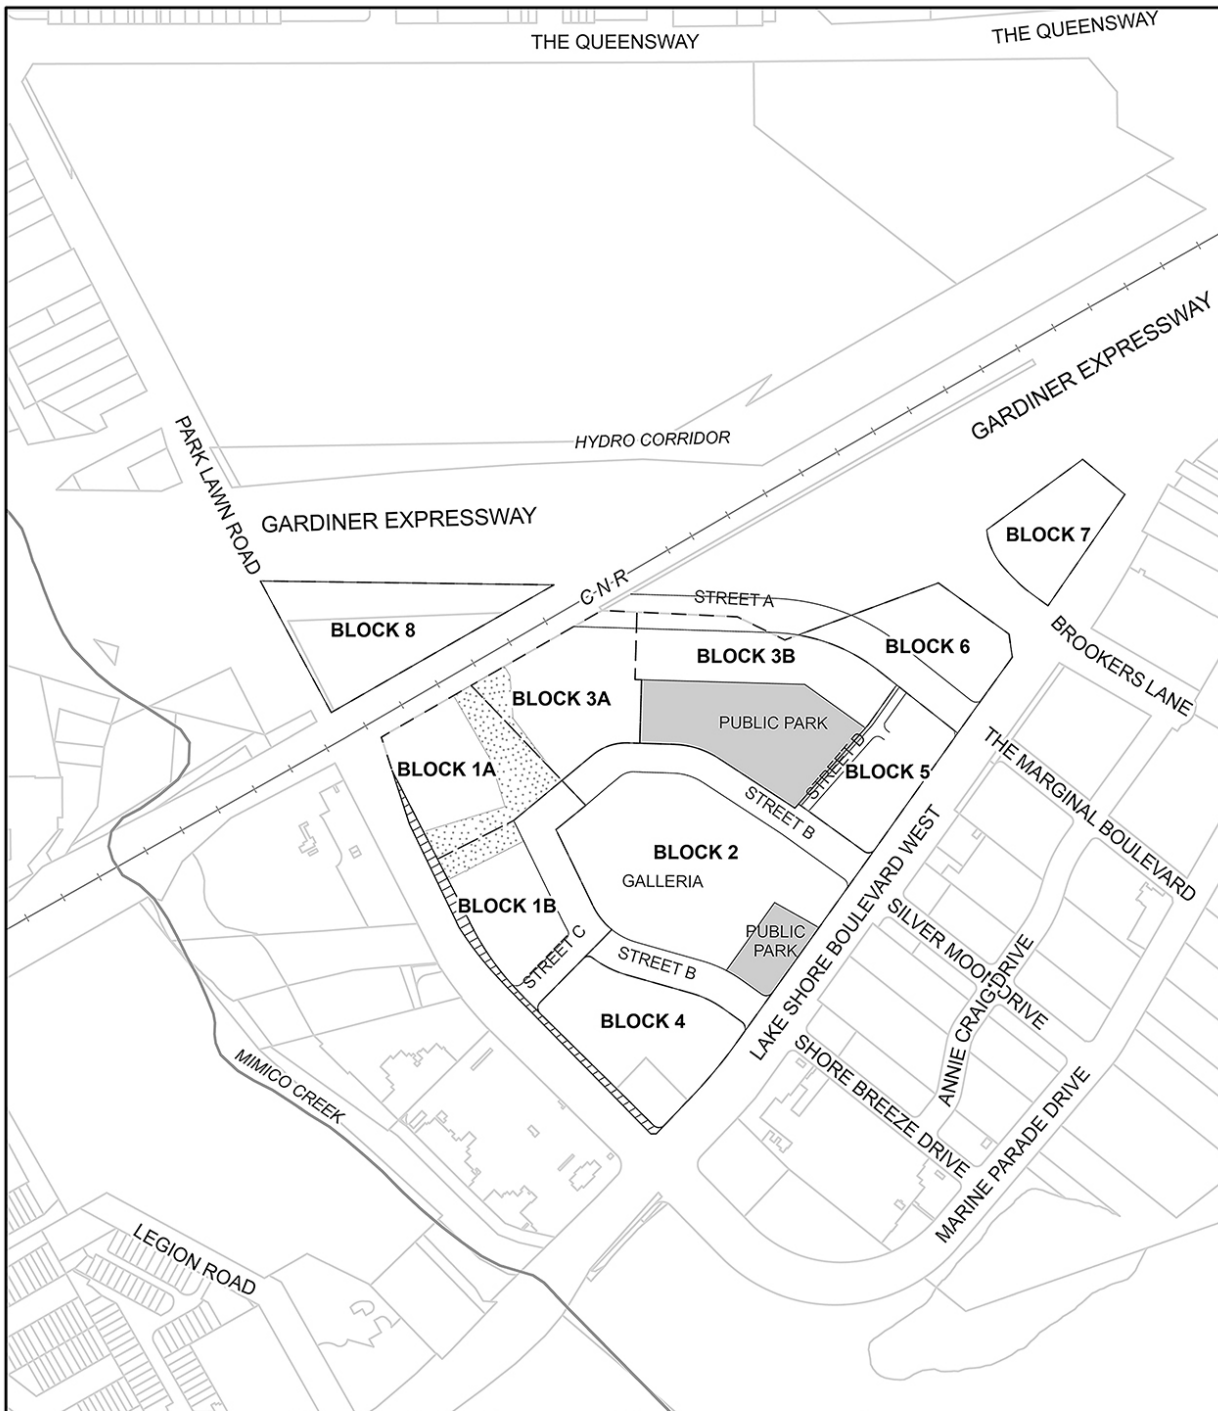 THE QUEENSWAY
THE QUEENSWAY
GARDINER EXPRESSWAY
HYDRO CORRIDOR
PARK LAWN ROAD
GARDINER EXPRESSWAY
BLOCK 7
C-N-R
STREET A
BLOCK 8
BROOKERS LANE
BLOCK 6
BLOCK 3B
BLOCK 3A
PUBLIC PARK
STREET D
BLOCK 1A
BLOCK 5
THE MARGINAL BOULEVARD
STREET B
BLOCK 2
GALLERIA
LAKE SHORE BOULEVARD WEST
BLOCK 1B
PUBLIC
PARK
STREET C
STREET B
SILVER MOON DRIVE
ANNIE CRAIG DRIVE
BLOCK 4
SHORE BREEZE DRIVE
MIMICO CREEK
MARINE PARADE DRIVE
LEGION ROAD